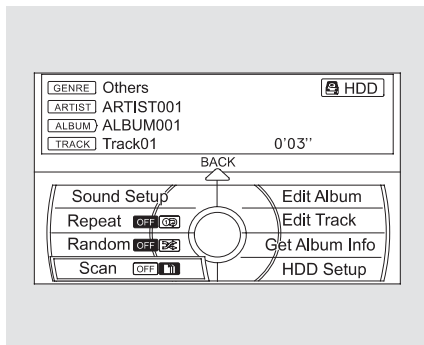 GENRE Others HDD
ARTIST ARTIST001
ALBUM ALBUM001
TRACK Track01 0'03''
BACK
Sound Setup Edit Album
Repeat OFF Edit Track
Random OFF Get Album Info
Scan OFF HDD Setup